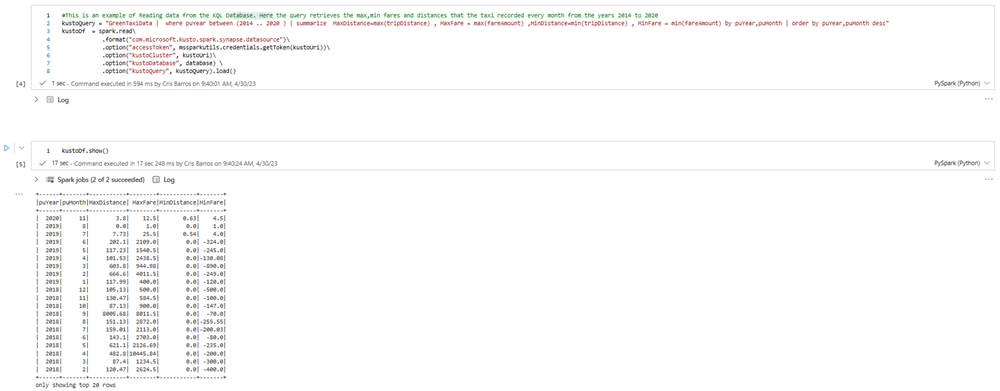 1 #This is an example of Reading data from the KQL Database. Here the query retrieves the max,min fares and distances that the taxi recorded every month from the years 2014 to 2020
2 kustoQuery = "GreenTaxiData | where puYear between (2014 .. 2020 ) | summarize MaxDistance=max(tripDistance) , MaxFare = max(fareAmount) ,MinDistance=min(tripDistance) , MinFare = min(fareAmount) by puYear,puMonth | order by puYear,puMonth desc"
3 kustoDf = spark.read\
4 .format("com.microsoft.kusto.spark.synapse.datasource")\
5 .option("accessToken", mssparkutils.credentials.getToken(kustoUri))\
6 .option("kustoCluster", kustoUri)\
7 .option("kustoDatabase", database) \
8 .option("kustoQuery", kustoQuery).load()
[4] 1 sec - Command executed in 594 ms by Cris Barros on 9:40:01 AM, 4/30/23 PySpark (Python)
Log
1 kustoDf.show()
[5] 17 sec - Command executed in 17 sec 248 ms by Cris Barros on 9:40:24 AM, 4/30/23 PySpark (Python)
Spark jobs (2 of 2 succeeded) Log
+------+-------+-----------+--------+-----------+-------+
|puYear|puMonth|MaxDistance| MaxFare|MinDistance|MinFare|
+------+-------+-----------+--------+-----------+-------+
| 2020| 11| 3.8| 12.5| 0.63| 4.5|
| 2019| 8| 0.0| 1.0| 0.0| 1.0|
| 2019| 7| 7.73| 25.5| 0.54| 4.0|
| 2019| 6| 202.1| 2109.0| 0.0| -324.0|
| 2019| 5| 117.23| 1540.5| 0.0| -245.0|
| 2019| 4| 101.53| 2438.5| 0.0|-130.08|
| 2019| 3| 603.8| 944.98| 0.0| -890.0|
| 2019| 2| 666.6| 4011.5| 0.0| -249.0|
| 2019| 1| 117.99| 400.0| 0.0| -120.0|
| 2018| 12| 105.13| 500.0| 0.0| -500.0|
| 2018| 11| 130.47| 584.5| 0.0| -100.0|
| 2018| 10| 87.13| 900.0| 0.0| -147.0|
| 2018| 9| 8005.68| 8011.5| 0.0| -70.0|
| 2018| 8| 151.13| 2872.0| 0.0|-255.55|
| 2018| 7| 159.01| 2113.0| 0.0|-200.03|
| 2018| 6| 143.1| 2703.0| 0.0| -80.0|
| 2018| 5| 621.1| 2126.69| 0.0| -235.0|
| 2018| 4| 482.8|10445.84| 0.0| -200.0|
| 2018| 3| 87.4| 1234.5| 0.0| -300.0|
| 2018| 2| 120.47| 2624.5| 0.0| -400.0|
+------+-------+-----------+--------+-----------+-------+
only showing top 20 rows